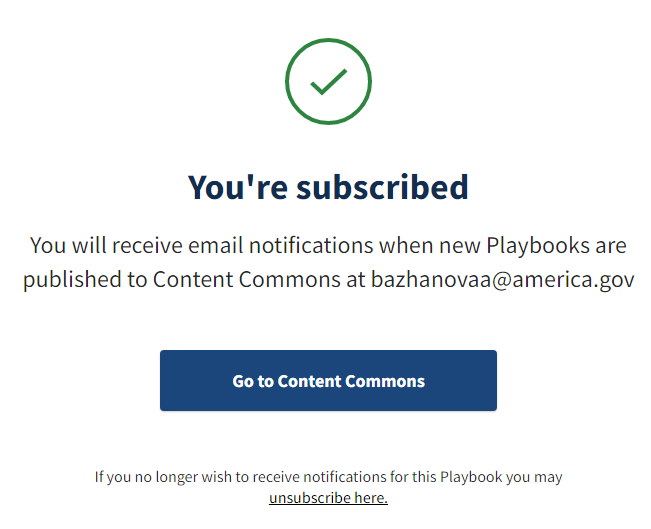 You're subscribed
You will receive email notifications when new Playbooks are
published to Content Commons at bazhanovaa@america.gov
Go to Content Commons
If you no longer wish to receive notifications for this Playbook you may
unsubscribe here.